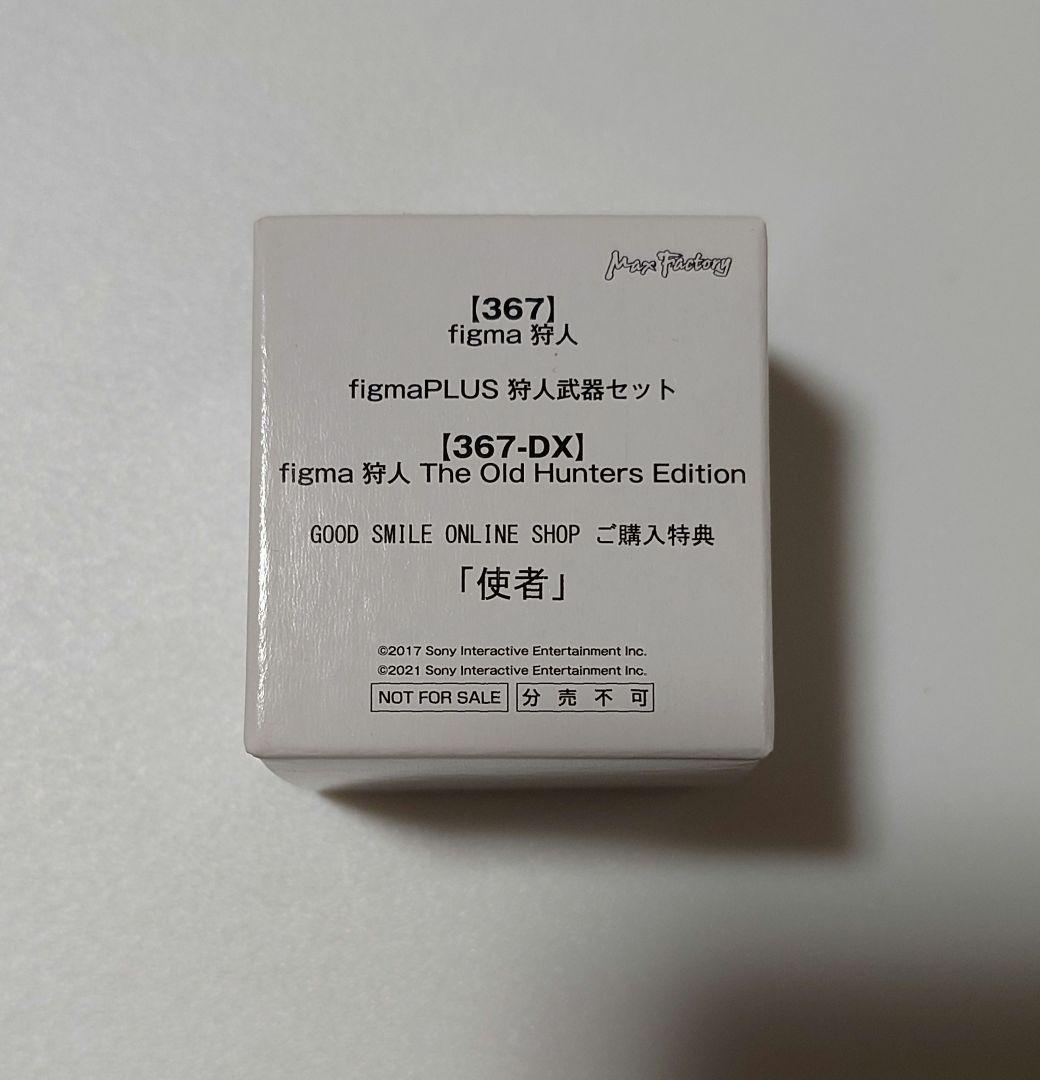 Max Factory
【367】
figma 狩人
figmaPLUS 狩人武器セット
【367-DX】
figma 狩人 The Old Hunters Edition
GOOD SMILE ONLINE SHOP ご購入特典
「使者」
©2017 Sony Interactive Entertainment Inc.
©2021 Sony Interactive Entertainment Inc.
NOT FOR SALE 分売不可